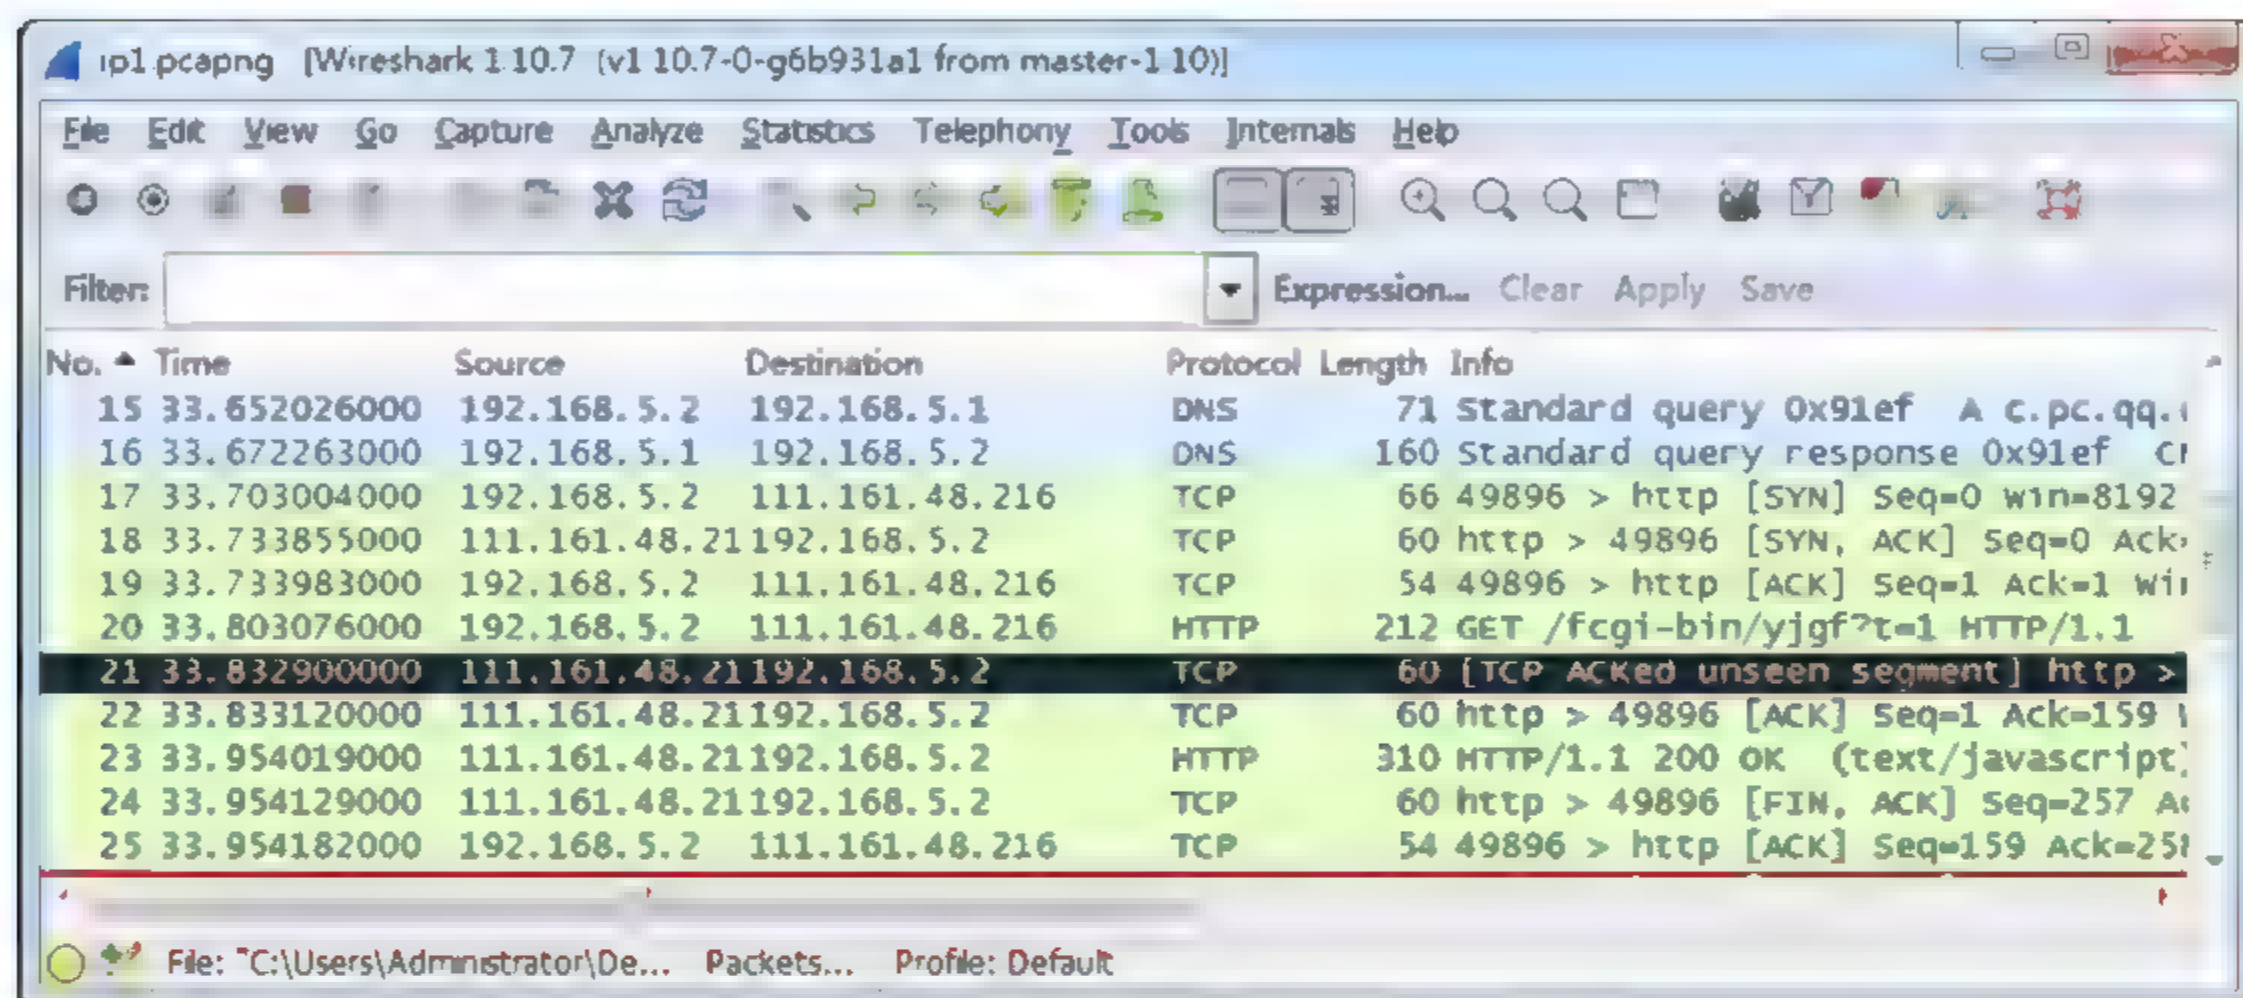 ip1.pcapng [Wireshark 1.10.7 (v1.10.7-0-g6b931a1 from master-1.10)]
File Edit View Go Capture Analyze Statistics Telephony Tools Internals Help
Filter: Expression... Clear Apply Save
No. Time Source Destination Protocol Length Info
15 33.652026000 192.168.5.2 192.168.5.1 DNS 71 Standard query 0x91ef A c.pc.qq.
16 33.672263000 192.168.5.1 192.168.5.2 DNS 160 Standard query response 0x91ef
17 33.703004000 192.168.5.2 111.161.48.216 TCP 66 49896 > http [SYN] Seq=0 Win=8192
18 33.733855000 111.161.48.21 192.168.5.2 TCP 60 http > 49896 [SYN, ACK] Seq=0 Ack
19 33.733983000 192.168.5.2 111.161.48.216 TCP 54 49896 > http [ACK] Seq=1 Ack=1 Wi
20 33.803076000 192.168.5.2 111.161.48.216 HTTP 212 GET /fcgi-bin/yjgf?t=1 HTTP/1.1
21 33.832900000 111.161.48.21 192.168.5.2 TCP 60 [TCP ACKed unseen segment] http >
22 33.833120000 111.161.48.21 192.168.5.2 TCP 60 http > 49896 [ACK] Seq=1 Ack=159
23 33.954019000 111.161.48.21 192.168.5.2 HTTP 310 HTTP/1.1 200 OK (text/javascript)
24 33.954129000 111.161.48.21 192.168.5.2 TCP 60 http > 49896 [FIN, ACK] Seq=257 A
25 33.954182000 192.168.5.2 111.161.48.216 TCP 54 49896 > http [ACK] Seq=159 Ack=258
File: "C:\Users\Administrator\De... Packets... Profile: Default